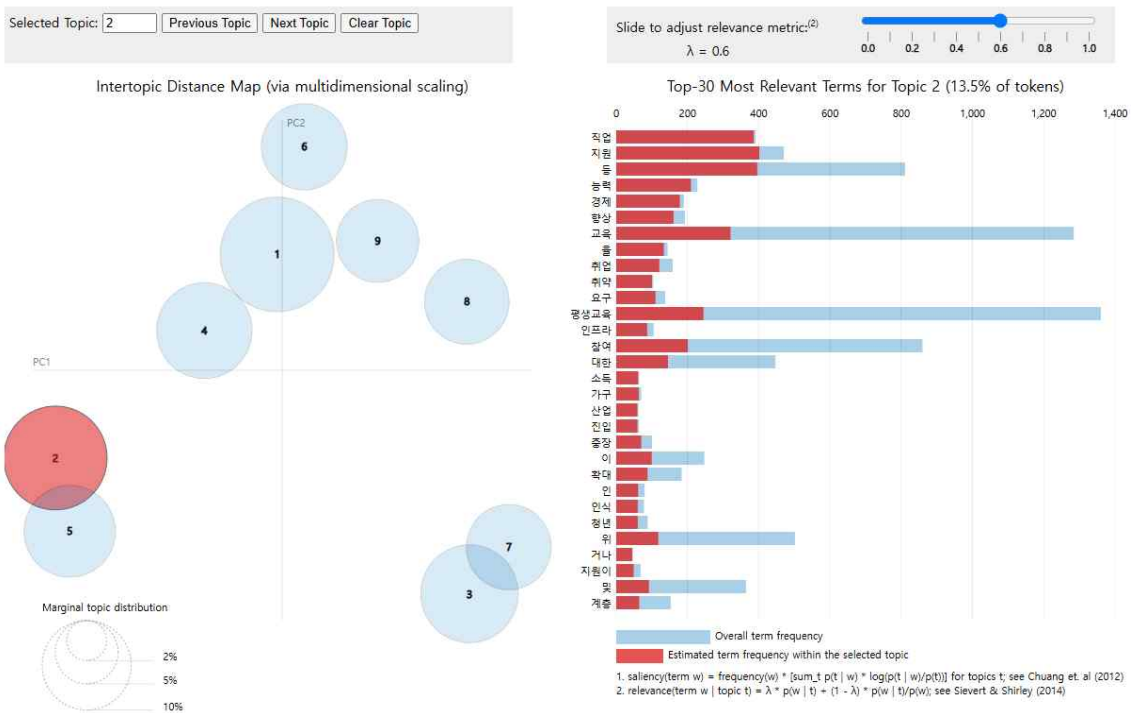 Selected Topic: 2 Previous Topic Next Topic Clear Topic
Slide to adjust relevance metric:(2)
λ = 0.6
0.0 0.2 0.4 0.6 0.8 1.0
Intertopic Distance Map (via multidimensional scaling)
PC2
PC1
6
1
9
8
4
2
5
7
3
Marginal topic distribution
2%
5%
10%
Top-30 Most Relevant Terms for Topic 2 (13.5% of tokens)
0 200 400 600 800 1,000 1,200 1,400
직업
지원
등
능력
경제
향상
교육
을
취업
취약
요구
평생교육
인프라
참여
대한
소득
가구
산업
진입
중장
이
확대
인
인식
청년
위
거나
지원이
및
계층
Overall term frequency
Estimated term frequency within the selected topic
1. saliency(term w) = frequency(w) * [sum_t p(t | w) * log(p(t | w)/p(t))] for topics t; see Chuang et. al (2012)
2. relevance(term w | topic t) = λ * p(w | t) + (1 - λ) * p(w | t)/p(w); see Sievert & Shirley (2014)